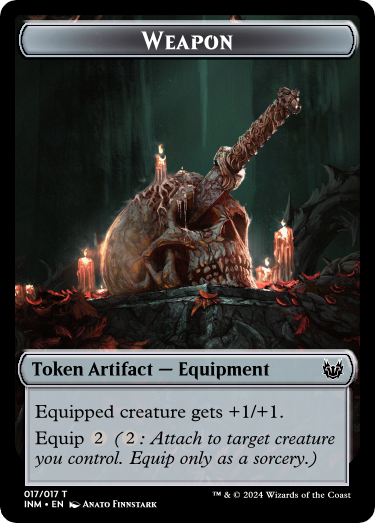 WEAPON
Token Artifact — Equipment
Equipped creature gets +1/+1.
Equip 2 (2: Attach to target creature
you control. Equip only as a sorcery.)
017/017 T
INM • EN ANATO FINNSTARK
™ & © 2024 Wizards of the Coast